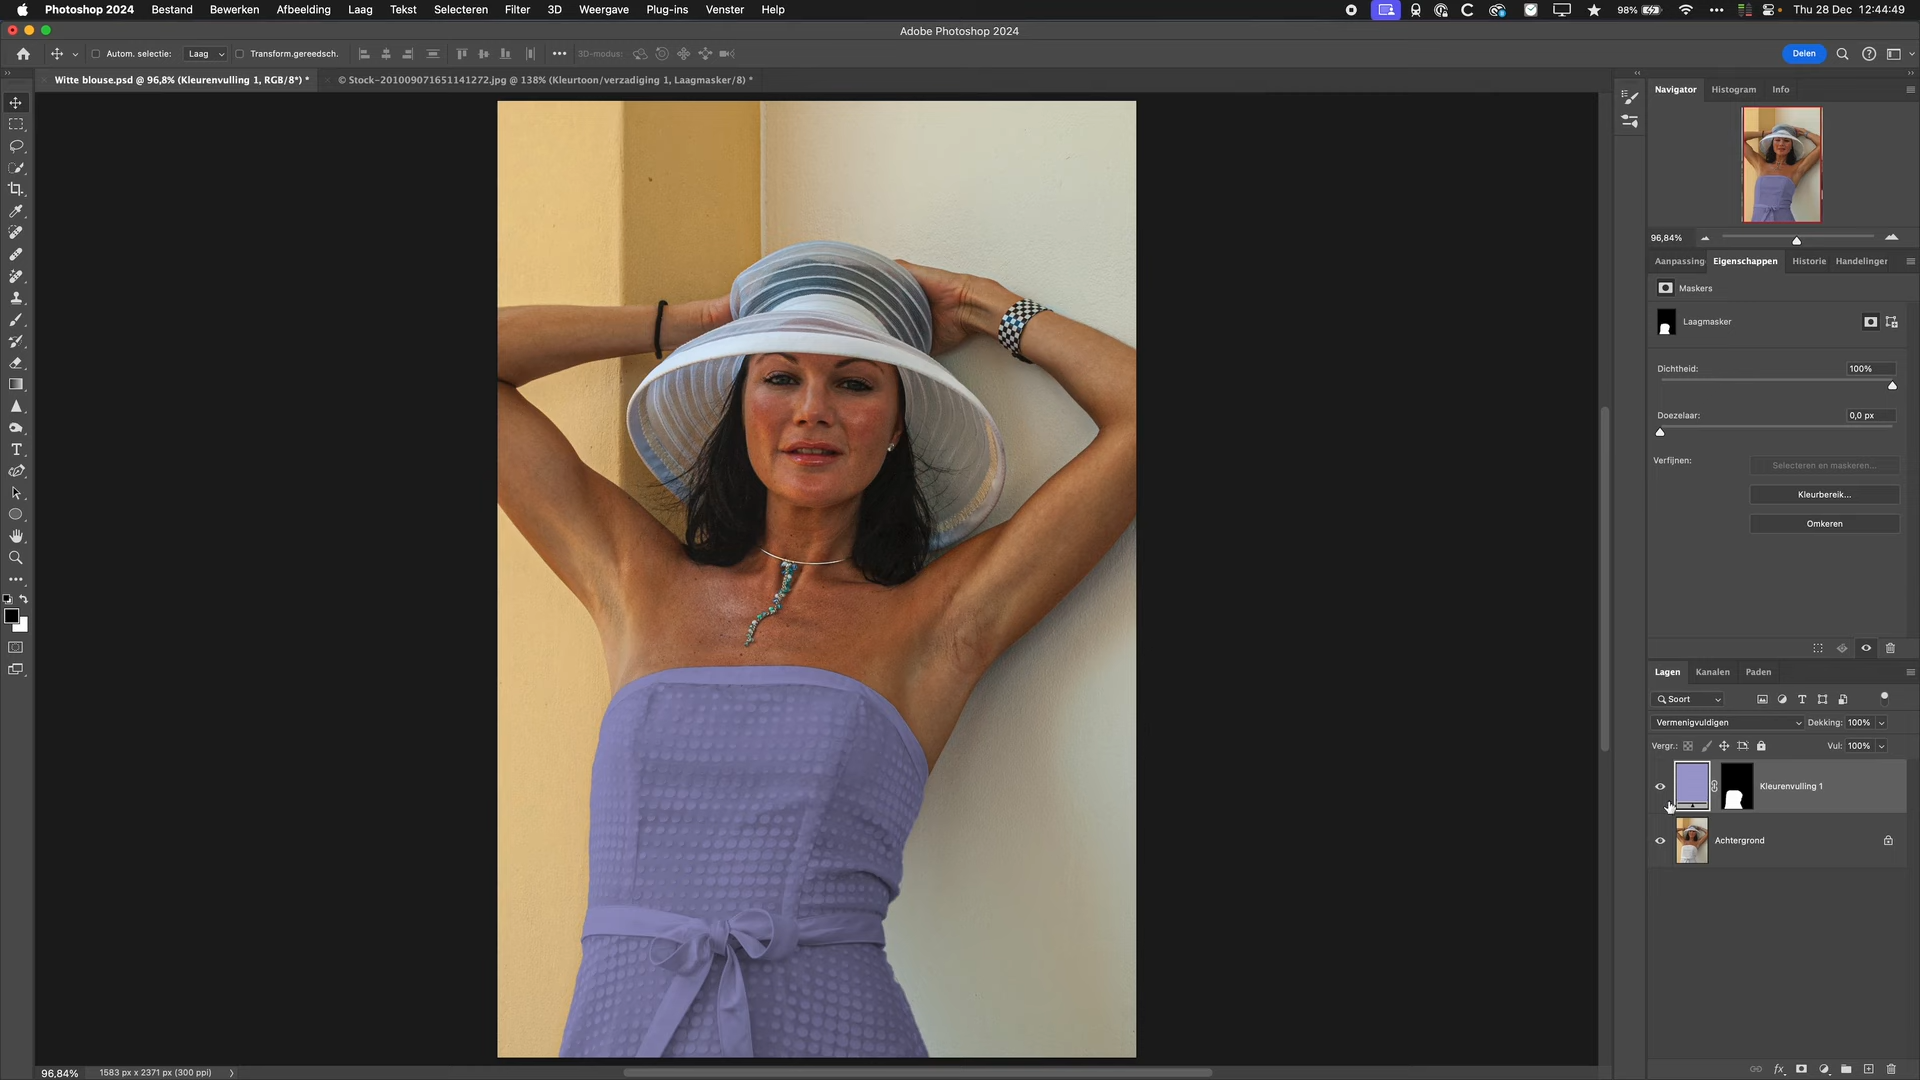 Photoshop 2024 Bestand Bewerken Afbeelding Laag Tekst Selecteren Filter 3D Weergave Plug-ins Venster Help 98% Thu 28 Dec 12:44:49
Adobe Photoshop 2024
Autom. selectie: Laag Transform.gereedsch. 3D-modus: Delen
Witte blouse.psd @ 96,8% (Kleurenvulling 1, RGB/8*) * © Stock-201009071651141272.jpg @ 138% (Kleurtoon/verzadiging 1, Laagmasker/8) *
Navigator Histogram Info
96,84%
Aanpassing Eigenschappen Historie Handelinger
Maskers
Laagmasker
Dichtheid: 100%
Doezelaar: 0,0 px
Verfijnen: Selecteren en maskeren...
Kleurbereik...
Omkeren
Lagen Kanalen Paden
Soort
Vermenigvuldigen Dekking: 100%
Vergr.: Vul: 100%
Kleurenvulling 1
Achtergrond
96,84% 1583 px x 2371 px (300 ppi)